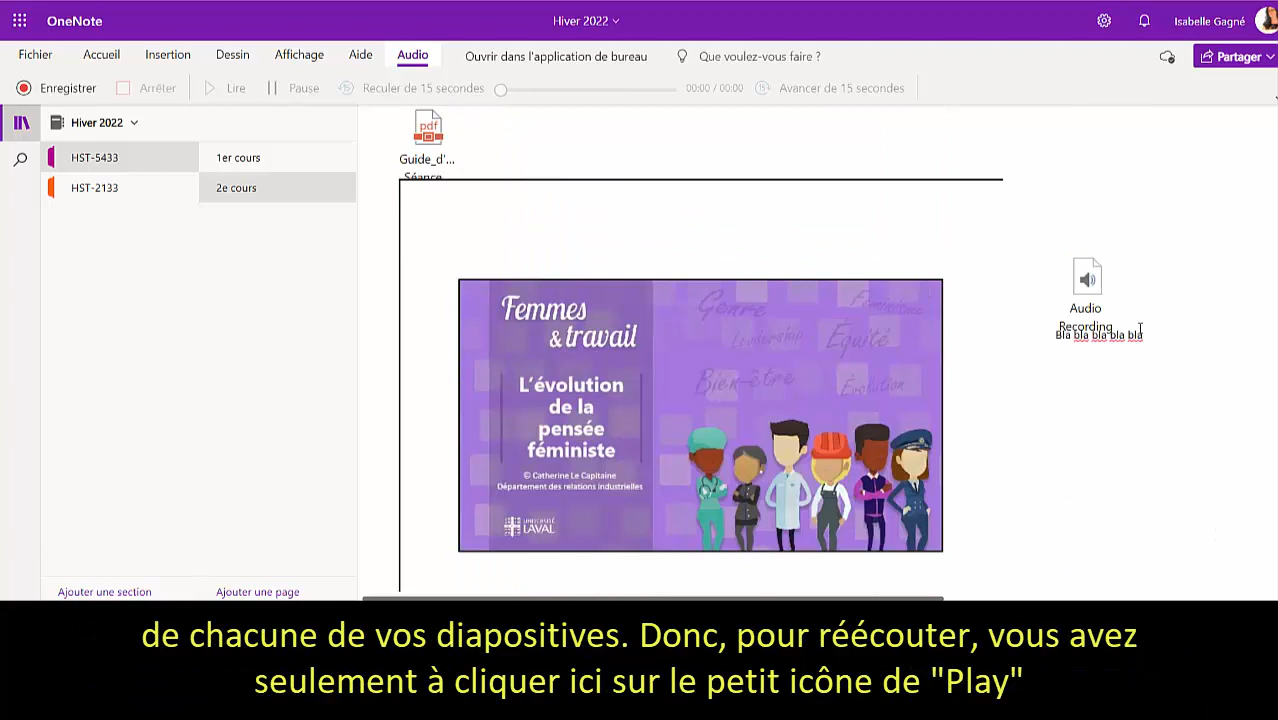 OneNote
Hiver 2022
Isabelle Gagné
Fichier
Accueil
Insertion
Dessin
Affichage
Aide
Audio
Ouvrir dans l'application de bureau
Que voulez-vous faire ?
Partager
Enregistrer
Arrêter
Lire
Pause
15
Reculer de 15 secondes
00:00 / 00:00
15
Avancer de 15 secondes
Hiver 2022
HST-5433
1er cours
HST-2133
2e cours
pdf
Guide_d'...
Séance
Femmes
& travail
L'évolution
de la
pensée
féministe
© Catherine Le Capitaine
Département des relations industrielles
UNIVERSITÉ
LAVAL
Genre
Féminisme
Leadership
Équité
Bien-être
Évolution
Audio
Recording
Bla bla bla bla bla
Ajouter une section
Ajouter une page
de chacune de vos diapositives. Donc, pour réécouter, vous avez
seulement à cliquer ici sur le petit icône de "Play"